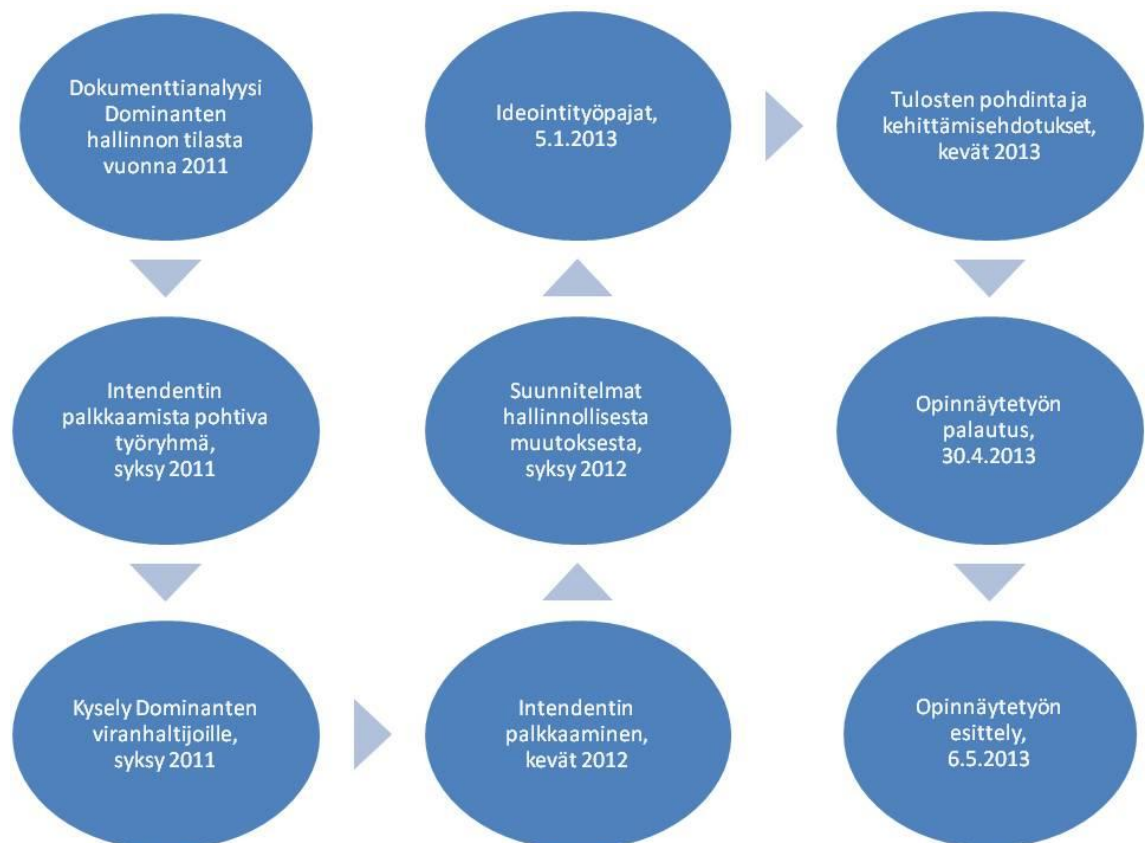 Dokumenttianalyysi
Dominanten
hallinnon tilasta
vuonna 2011
Intendentin
palkkaamista pohtiva
työryhmä,
syksy 2011
Kysely Dominanten
viranhaltijoille,
syksy 2011
Intendentin
palkkaaminen,
kevät 2012
Suunnitelmat
hallinnollisesta
muutoksesta,
syksy 2012
Ideointityöpajat,
5.1.2013
Tulosten pohdinta ja
kehittämisehdotukset,
kevät 2013
Opinnäytetyön
palautus,
30.4.2013
Opinnäytetyön
esittely,
6.5.2013